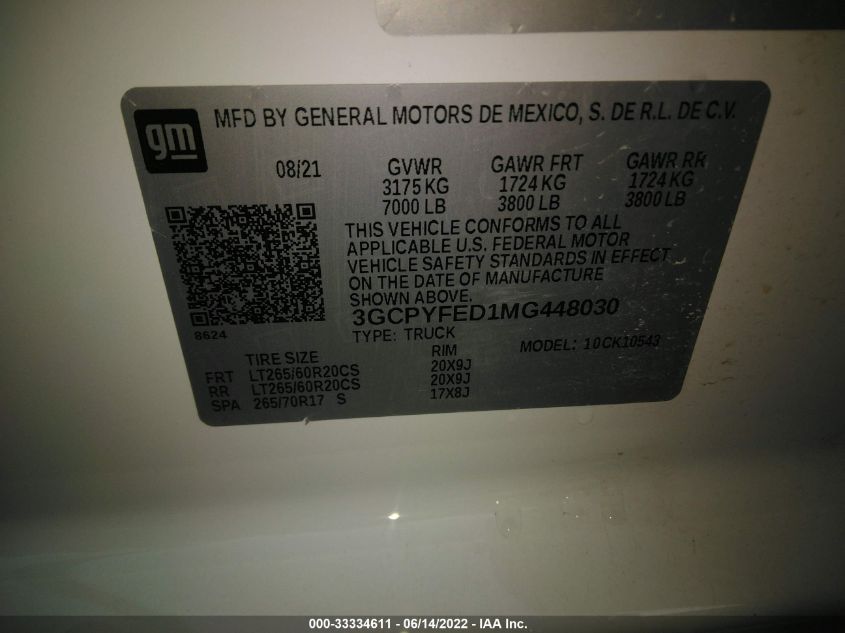 gm
MFD BY GENERAL MOTORS DE MEXICO, S. DE R.L. DE C.V.
08/21 GVWR GAWR FRT GAWR RR
3175 KG 1724 KG 1724 KG
7000 LB 3800 LB 3800 LB
THIS VEHICLE CONFORMS TO ALL
APPLICABLE U.S. FEDERAL MOTOR
VEHICLE SAFETY STANDARDS IN EFFECT
ON THE DATE OF MANUFACTURE
SHOWN ABOVE.
3GCPYFED1MG448030
8624
TYPE: TRUCK MODEL: 10CK10543
TIRE SIZE RIM
FRT LT265/60R20CS 20X9J
RR LT265/60R20CS 20X9J
SPA 265/70R17 S 17X8J
000-33334611 - 06/14/2022 - IAA Inc.